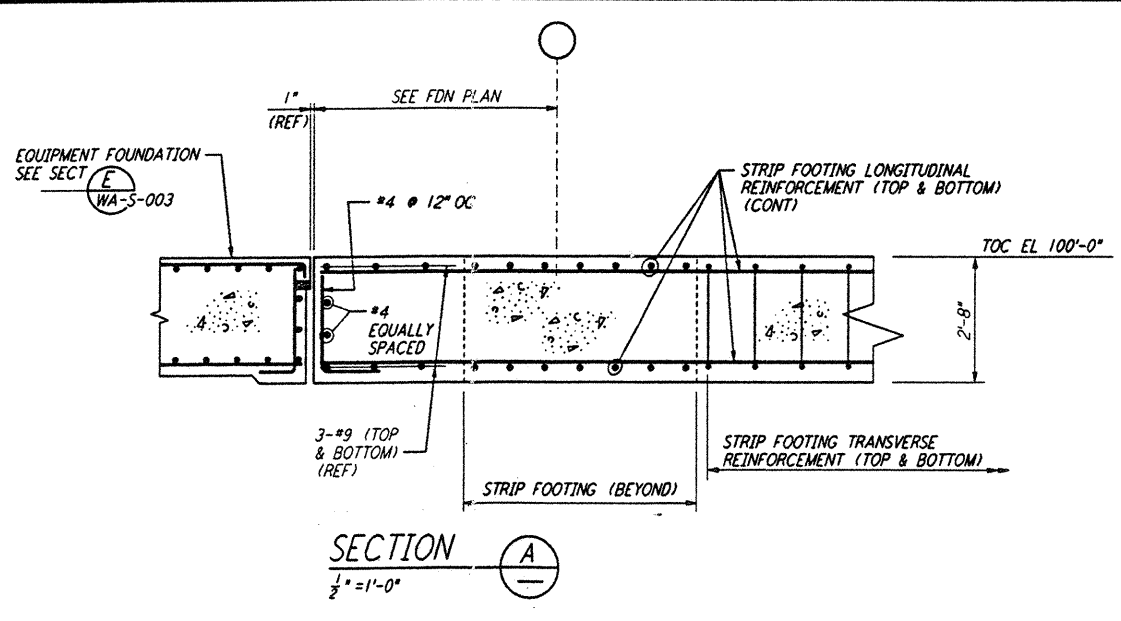 1"
(REF)
SEE FDN PLAN
EQUIPMENT FOUNDATION
SEE SECT
E
WA-S-003
#4 @ 12" OC
STRIP FOOTING LONGITUDINAL
REINFORCEMENT (TOP & BOTTOM)
(CONT)
TOC EL 100'-0"
#4
EQUALLY
SPACED
2'-8"
3-#9 (TOP
& BOTTOM)
(REF)
STRIP FOOTING TRANSVERSE
REINFORCEMENT (TOP & BOTTOM)
STRIP FOOTING (BEYOND)
SECTION
A
1/2" =1'-0"